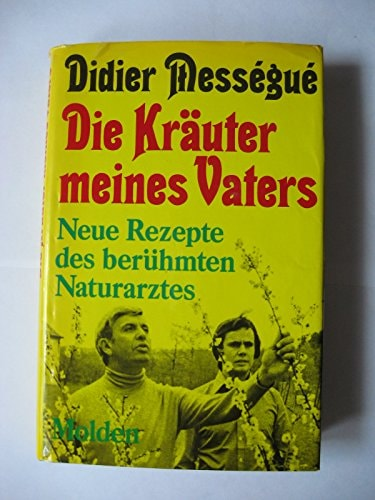 Didier Mességué
Die Kräuter
meines Vaters
Neue Rezepte
des berühmten
Naturarztes
Molden